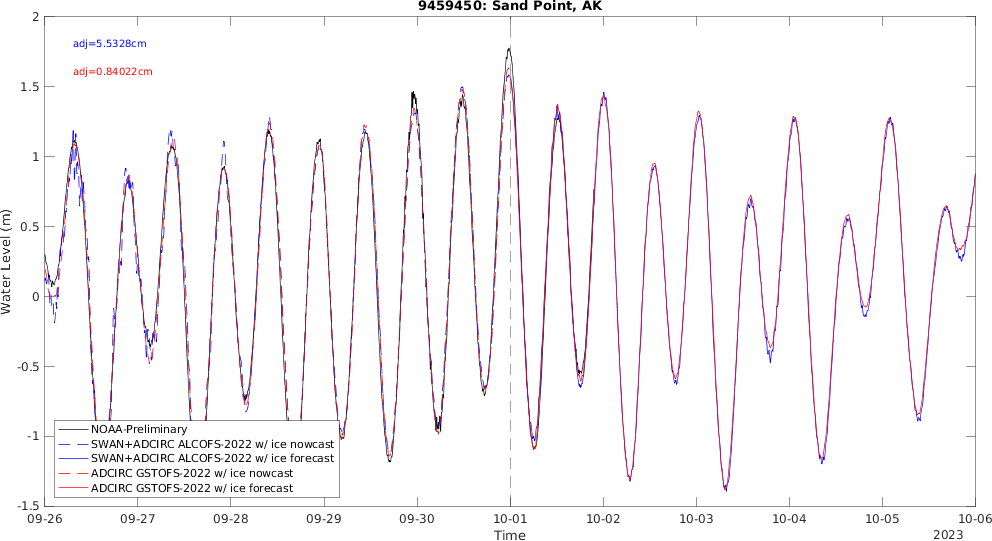 9459450: Sand Point, AK
adj=5.5328cm
adj=0.84022cm
Water Level (m)
2
1.5
1
0.5
0
-0.5
-1
-1.5
NOAA-Preliminary
SWAN+ADCIRC ALCOFS-2022 w/ ice nowcast
SWAN+ADCIRC ALCOFS-2022 w/ ice forecast
ADCIRC GSTOFS-2022 w/ ice nowcast
ADCIRC GSTOFS-2022 w/ ice forecast
09-26 09-27 09-28 09-29 09-30 10-01 10-02 10-03 10-04 10-05 10-06
Time
2023